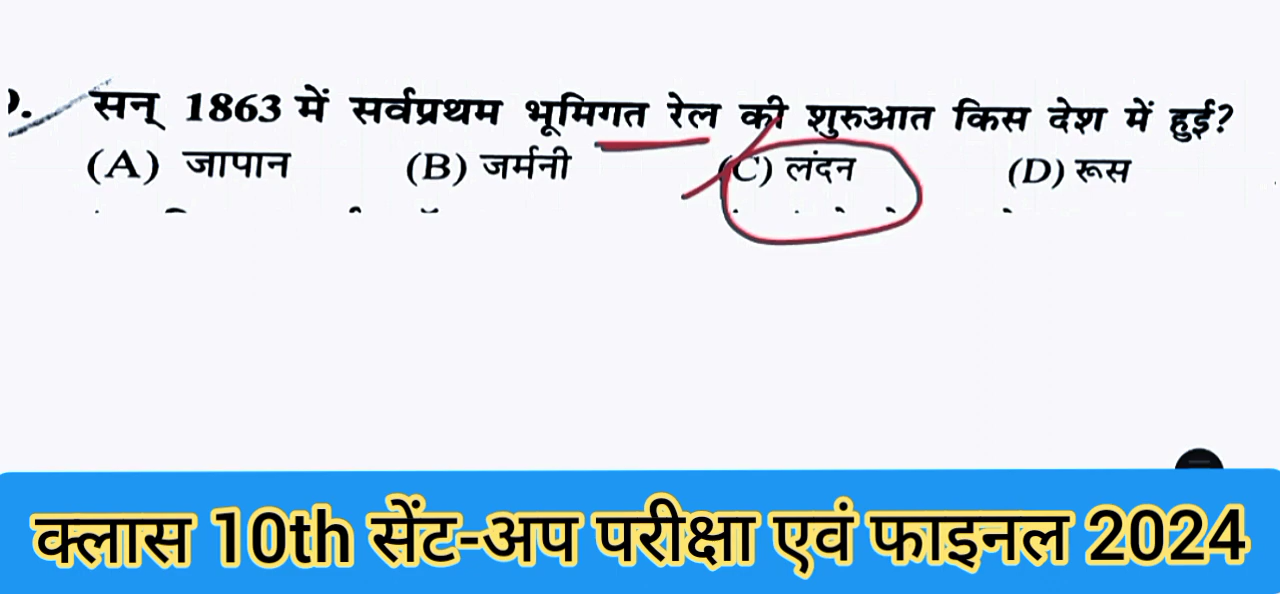 सन् 1863 में सर्वप्रथम भूमिगत रेल की शुरुआत किस देश में हुई?
(A) जापान (B) जर्मनी (C) लंदन (D) रूस
क्लास 10th सेंट-अप परीक्षा एवं फाइनल 2024